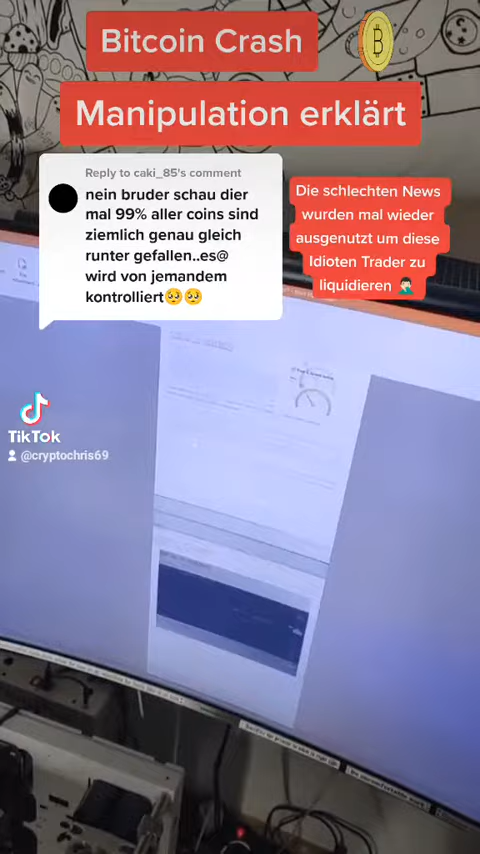 Bitcoin Crash
Manipulation erklärt
Reply to caki_85's comment
nein bruder schau dier
mal 99% aller coins sind
ziemlich genau gleich
runter gefallen..es@
wird von jemandem
kontrolliert🥺🥺
Die schlechten News
wurden mal wieder
ausgenutzt um diese
Idioten Trader zu
liquidieren 🤦🏻‍♂️
TikTok
@cryptochris69